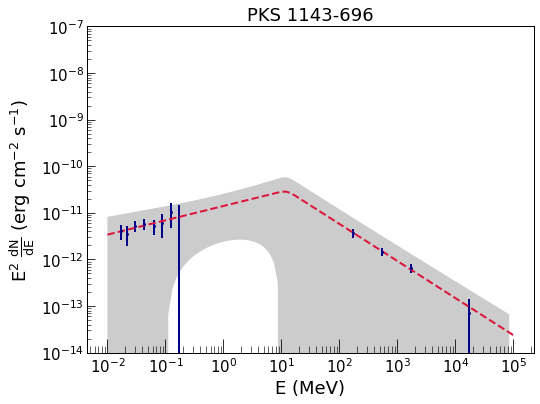 PKS 1143-696
10⁻⁷
10⁻⁸
10⁻⁹
10⁻¹⁰
10⁻¹¹
10⁻¹²
10⁻¹³
10⁻¹⁴
E² dN/dE (erg cm⁻² s⁻¹)
10⁻² 10⁻¹ 10⁰ 10¹ 10² 10³ 10⁴ 10⁵
E (MeV)